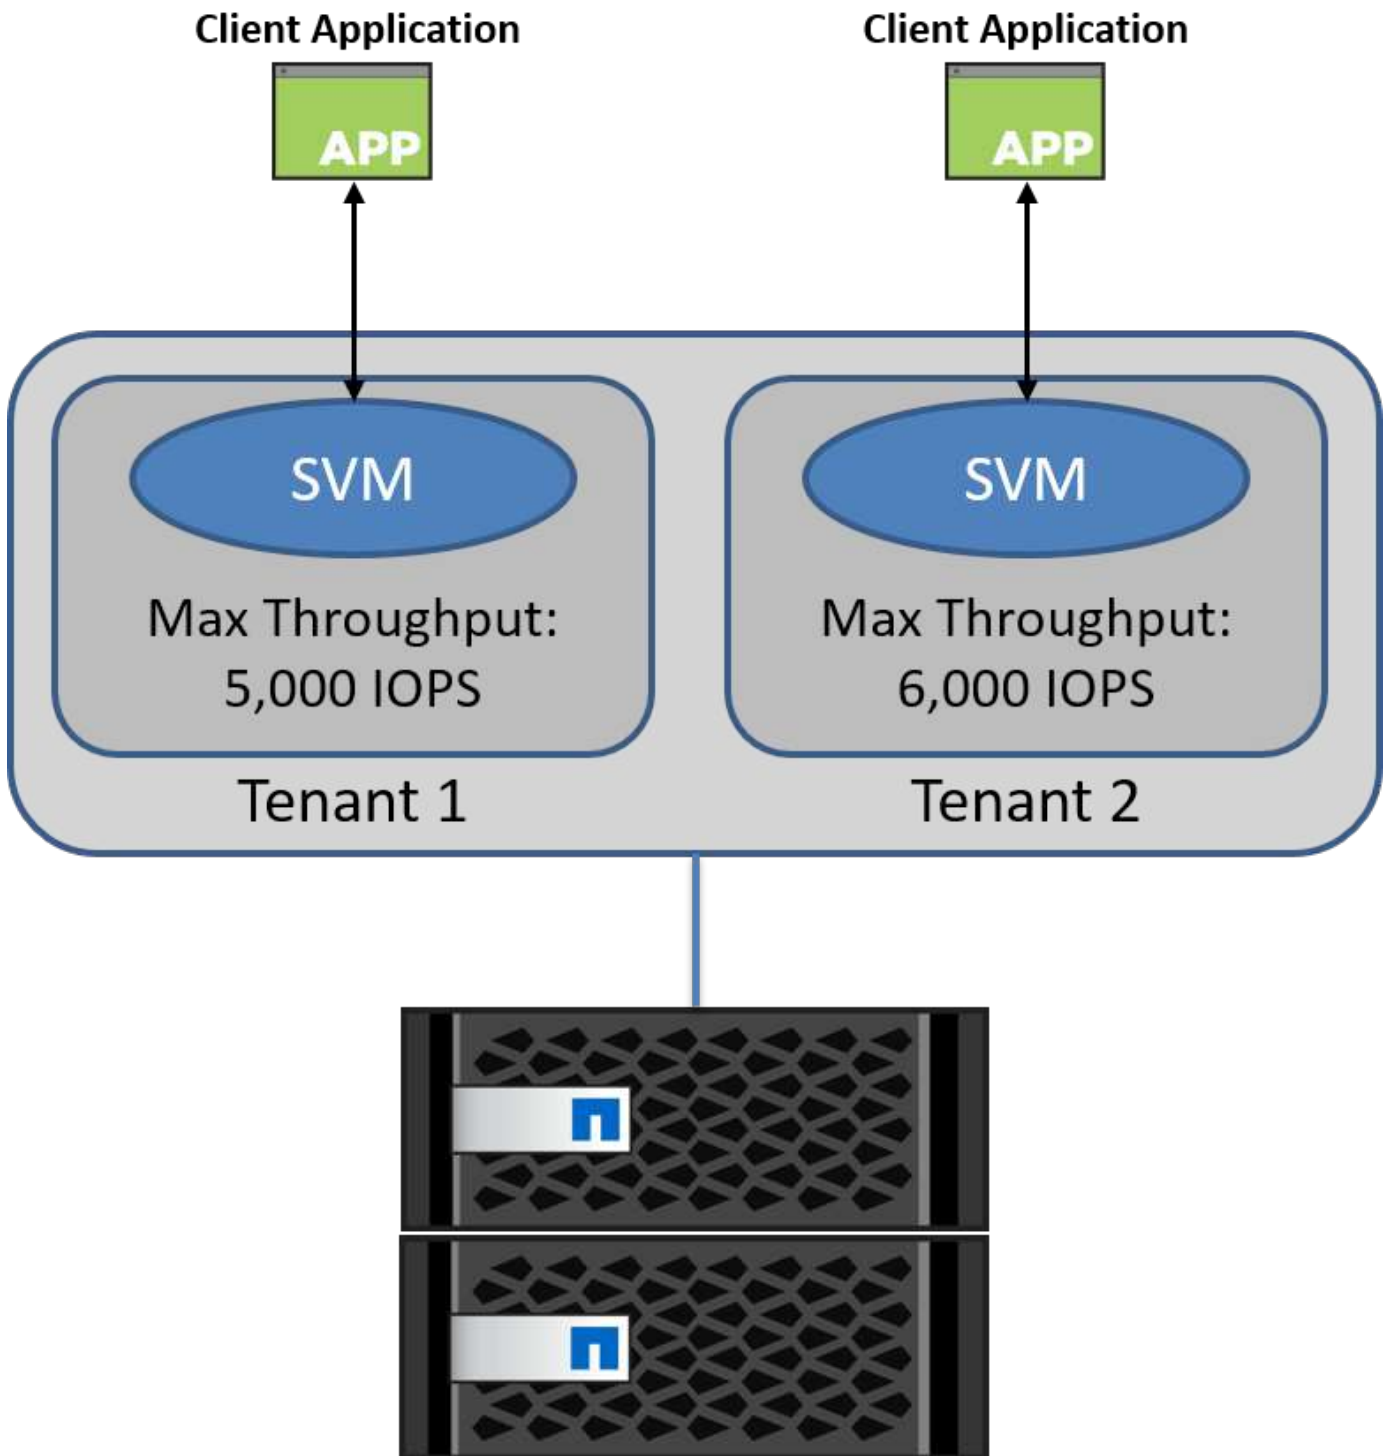 Client Application
Client Application
APP
APP
SVM
SVM
Max Throughput:
5,000 IOPS
Max Throughput:
6,000 IOPS
Tenant 1
Tenant 2